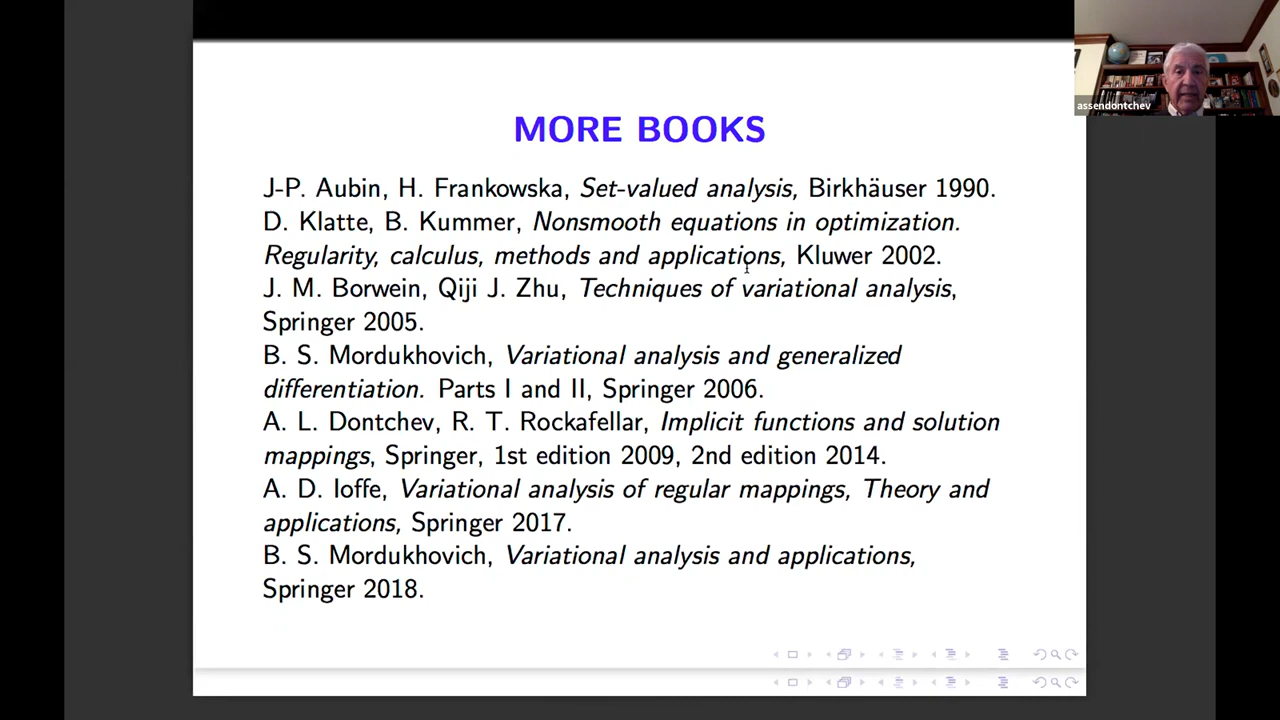 assendontchev
MORE BOOKS
J-P. Aubin, H. Frankowska, Set-valued analysis, Birkhäuser 1990.
D. Klatte, B. Kummer, Nonsmooth equations in optimization.
Regularity, calculus, methods and applications, Kluwer 2002.
J. M. Borwein, Qiji J. Zhu, Techniques of variational analysis,
Springer 2005.
B. S. Mordukhovich, Variational analysis and generalized
differentiation. Parts I and II, Springer 2006.
A. L. Dontchev, R. T. Rockafellar, Implicit functions and solution
mappings, Springer, 1st edition 2009, 2nd edition 2014.
A. D. Ioffe, Variational analysis of regular mappings, Theory and
applications, Springer 2017.
B. S. Mordukhovich, Variational analysis and applications,
Springer 2018.